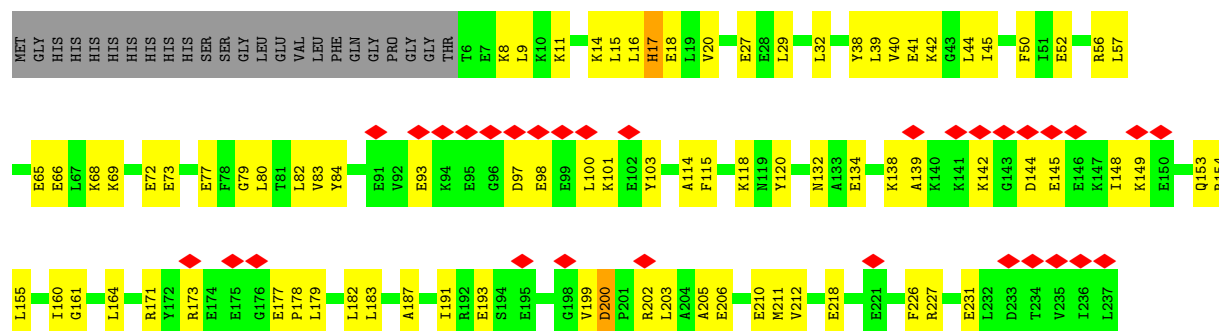 MET GLY HIS HIS HIS HIS HIS HIS HIS HIS HIS HIS SER SER GLY LEU GLU VAL LEU PHE GLN GLY PRO GLY GLY THR T6 E7 K8 L9 K10 K11 K14 L15 L16 H17 E18 L19 V20 E27 E28 L29 L32 Y38 L39 V40 E41 K42 G43 L44 I45 F50 I51 E52 R56 L57
E65 E66 L67 K68 K69 E72 E73 E77 F78 G79 L80 T81 L82 V83 Y84 E91 V92 E93 K94 E95 G96 D97 E98 E99 L100 K101 E102 Y103 A114 F115 K118 N119 Y120 N132 A133 E134 K138 A139 K140 K141 K142 G143 D144 E145 E146 K147 I148 K149 E150 Q153
L155 I160 G161 L164 R171 Y172 R173 E174 E175 G176 E177 P178 L179 L182 L183 A187 I191 R192 E193 S194 E195 G198 V199 D200 P201 R202 L203 A204 A205 E206 E210 M211 V212 E218 E221 F226 R227 E231 L232 D233 T234 V235 I236 L237